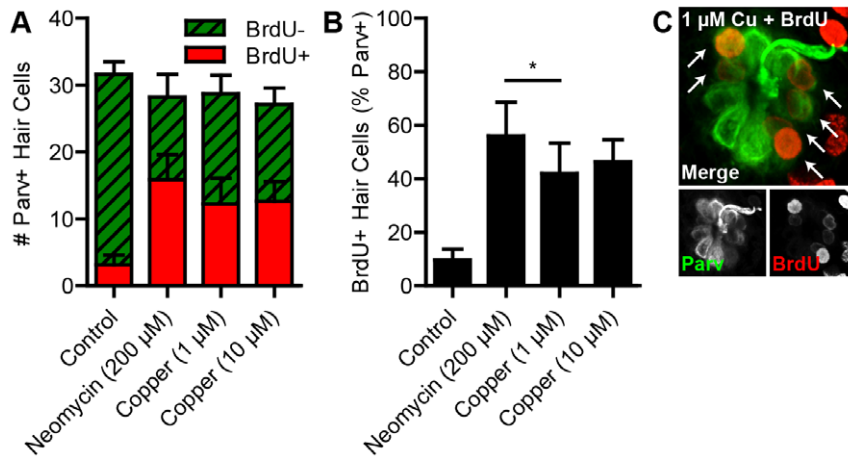 A
# Parv+ Hair Cells
40
30
20
10
0
BrdU-
BrdU+
Control
Neomycin (200 µM)
Copper (1 µM)
Copper (10 µM)
B
BrdU+ Hair Cells (% Parv+)
100
80
60
40
20
0
*
Control
Neomycin (200 µM)
Copper (1 µM)
Copper (10 µM)
C
1 µM Cu + BrdU
Merge
Parv
BrdU